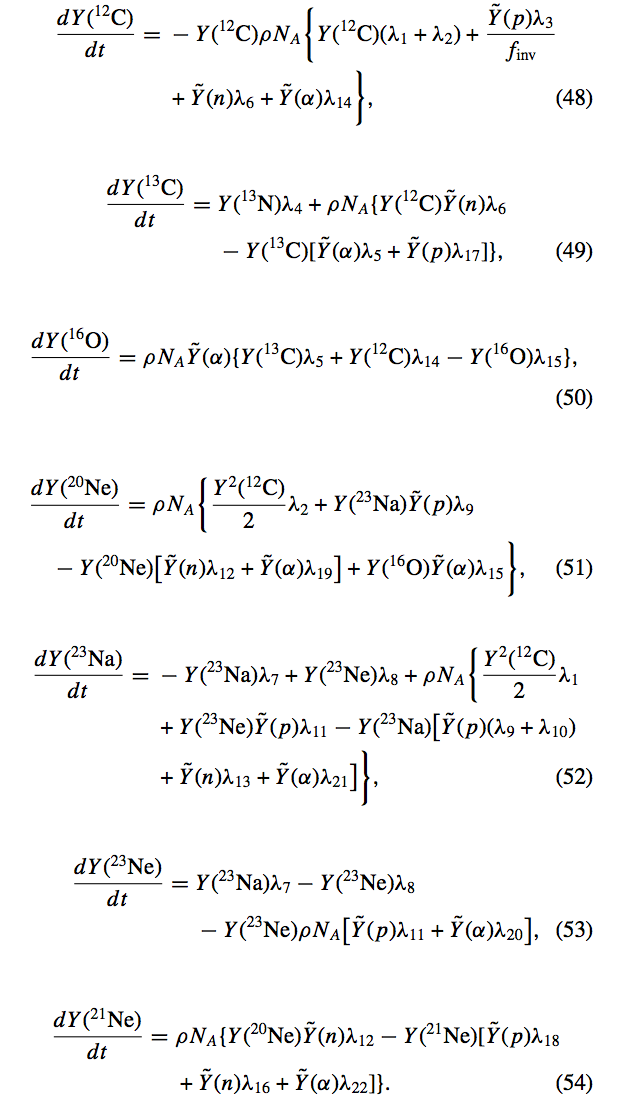 dY(¹²C)/dt = − Y(¹²C)ρN_A{Y(¹²C)(λ₁ + λ₂) + Ỹ(p)λ₃/f_inv
+ Ỹ(n)λ₆ + Ỹ(α)λ₁₄}, (48)
dY(¹³C)/dt = Y(¹³N)λ₄ + ρN_A{Y(¹²C)Ỹ(n)λ₆
− Y(¹³C)[Ỹ(α)λ₅ + Ỹ(p)λ₁₇]}, (49)
dY(¹⁶O)/dt = ρN_AỸ(α){Y(¹³C)λ₅ + Y(¹²C)λ₁₄ − Y(¹⁶O)λ₁₅},
(50)
dY(²⁰Ne)/dt = ρN_A{Y²(¹²C)/2 λ₂ + Y(²³Na)Ỹ(p)λ₉
− Y(²⁰Ne)[Ỹ(n)λ₁₂ + Ỹ(α)λ₁₉] + Y(¹⁶O)Ỹ(α)λ₁₅}, (51)
dY(²³Na)/dt = − Y(²³Na)λ₇ + Y(²³Ne)λ₈ + ρN_A{Y²(¹²C)/2 λ₁
+ Y(²³Ne)Ỹ(p)λ₁₁ − Y(²³Na)[Ỹ(p)(λ₉ + λ₁₀)
+ Ỹ(n)λ₁₃ + Ỹ(α)λ₂₁]}, (52)
dY(²³Ne)/dt = Y(²³Na)λ₇ − Y(²³Ne)λ₈
− Y(²³Ne)ρN_A[Ỹ(p)λ₁₁ + Ỹ(α)λ₂₀], (53)
dY(²¹Ne)/dt = ρN_A{Y(²⁰Ne)Ỹ(n)λ₁₂ − Y(²¹Ne)[Ỹ(p)λ₁₈
+ Ỹ(n)λ₁₆ + Ỹ(α)λ₂₂]}. (54)